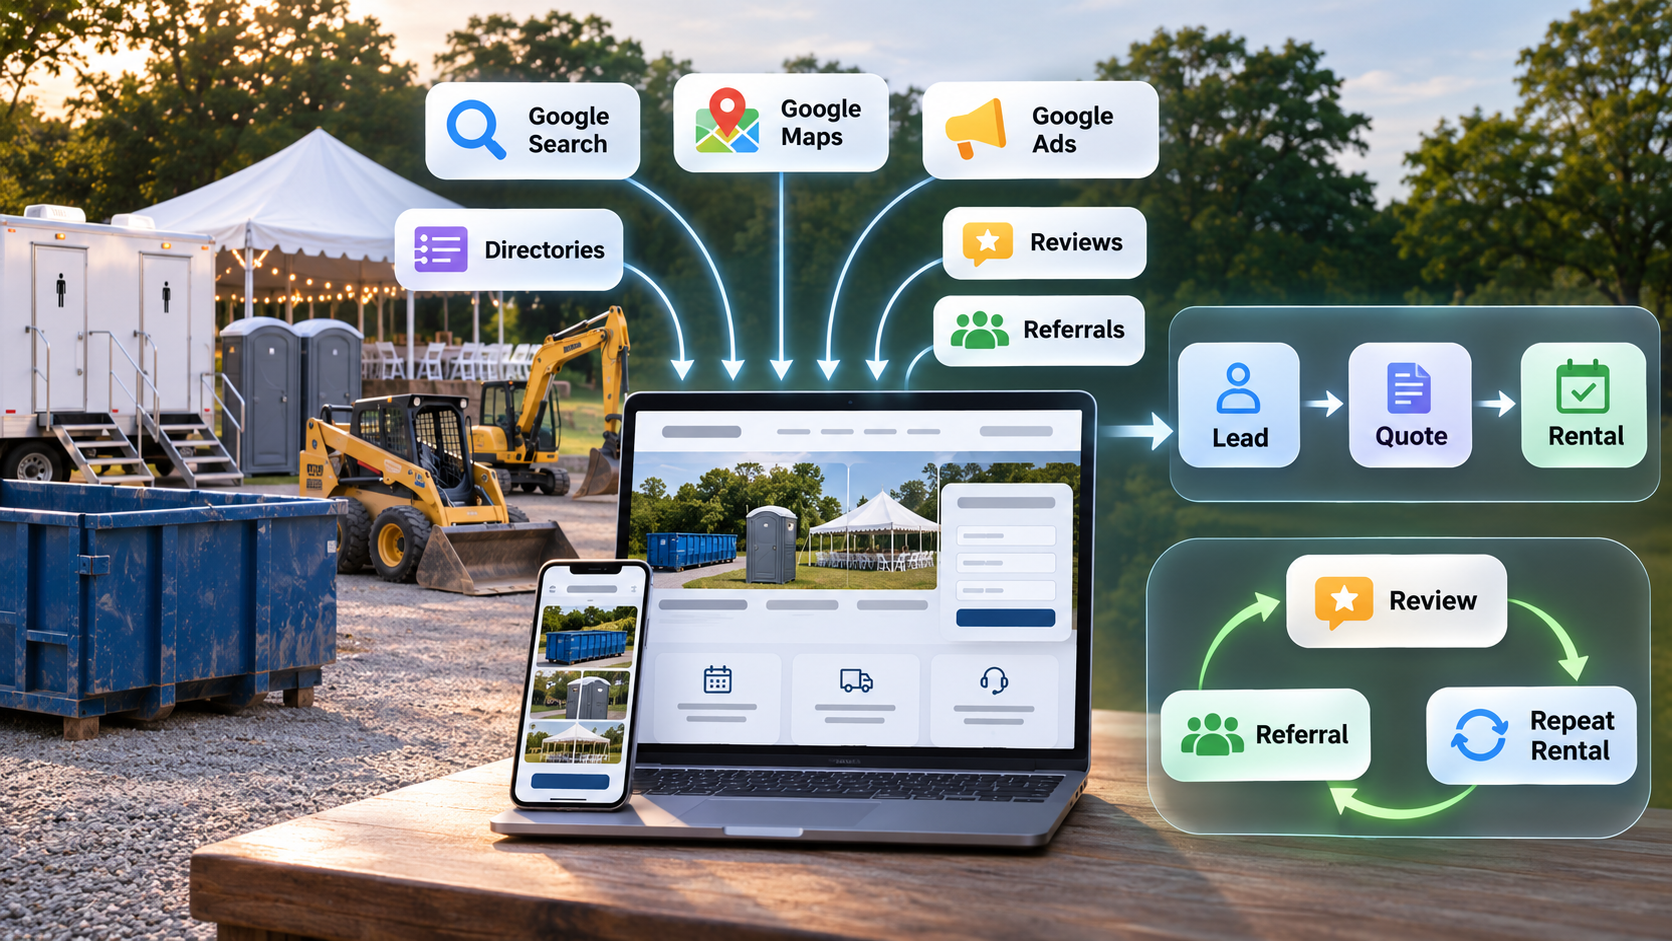 Google
Search
Google
Maps
Google
Ads
Directories
Reviews
Referrals
Lead
Quote
Rental
Review
Referral
Repeat
Rental